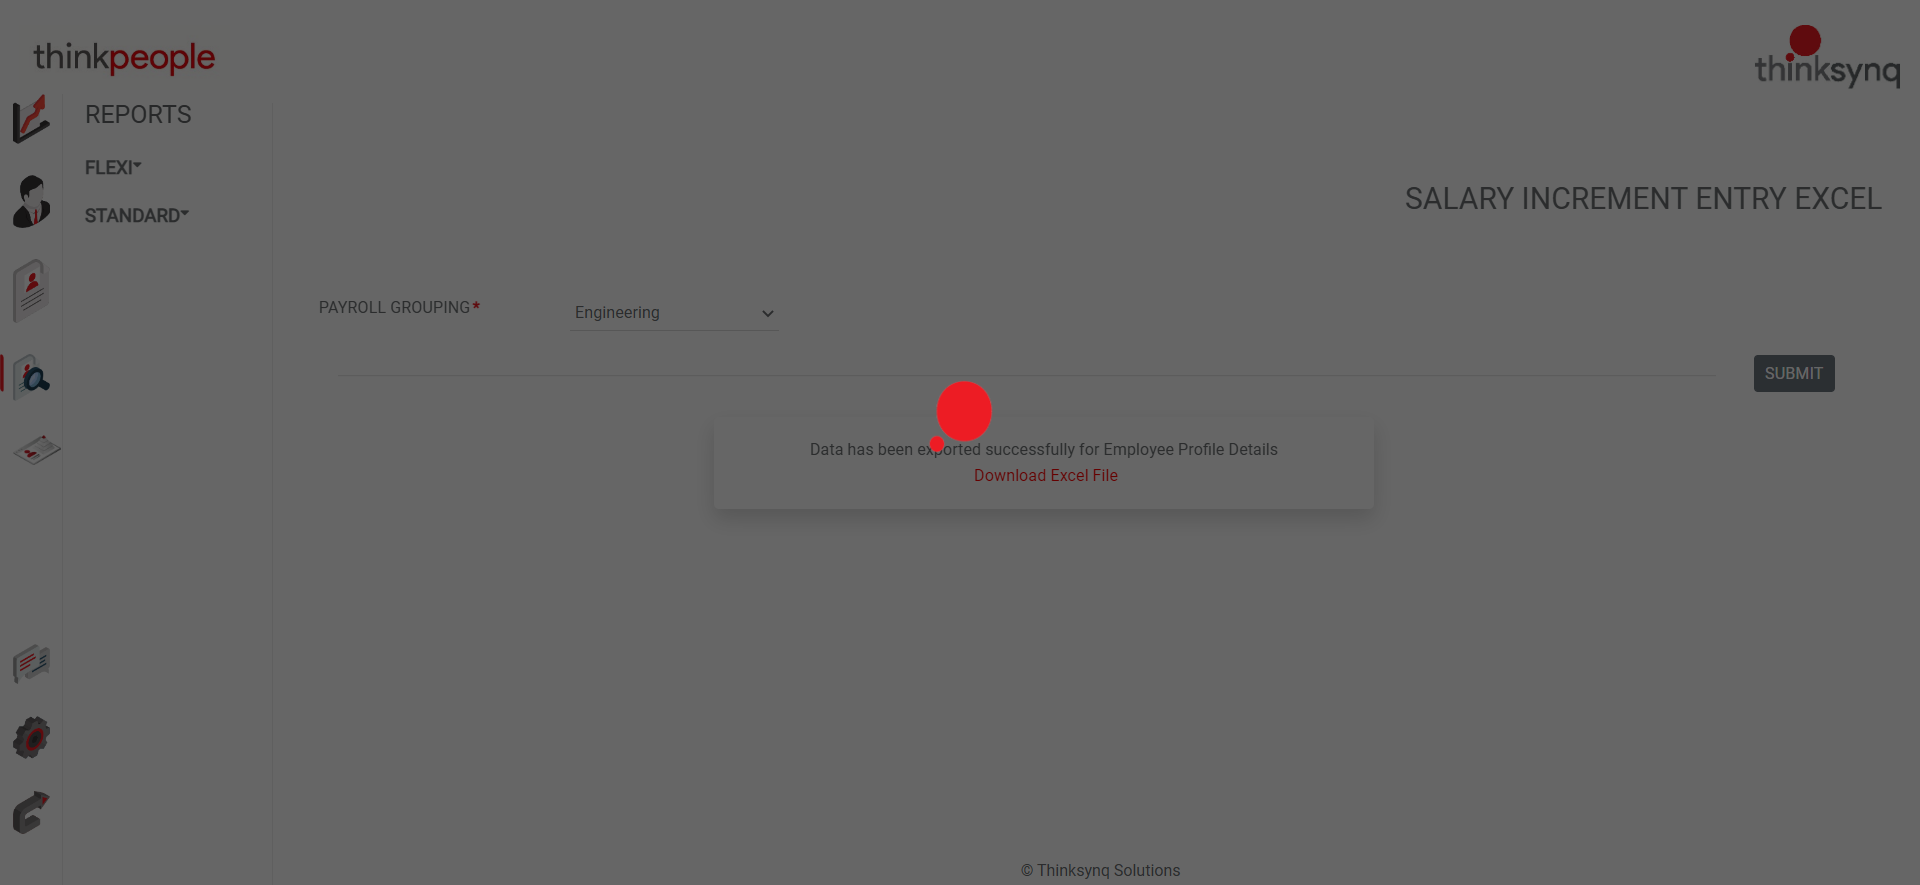 thinkpeople
thinksynq
REPORTS
FLEXI
STANDARD
SALARY INCREMENT ENTRY EXCEL
PAYROLL GROUPING*
Engineering
SUBMIT
Data has been exported successfully for Employee Profile Details
Download Excel File
© Thinksynq Solutions